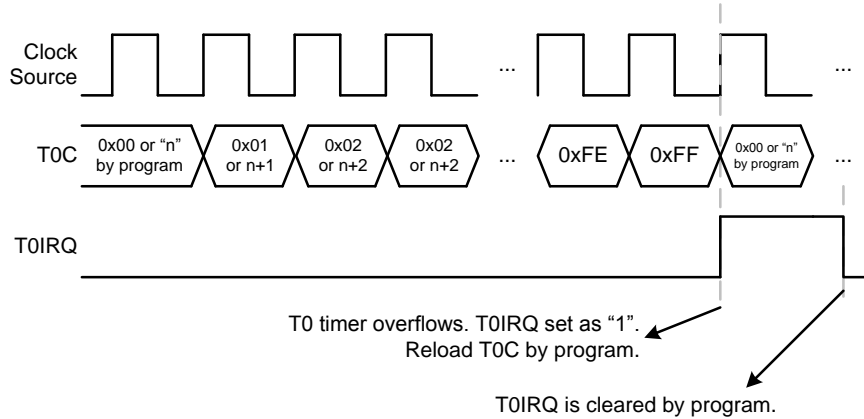 Clock
Source
...
...
T0C
0x00 or “n”
by program
0x01
or n+1
0x02
or n+2
0x02
or n+2
...
0xFE
0xFF
0x00 or “n”
by program
...
T0IRQ
T0 timer overflows. T0IRQ set as “1”.
Reload T0C by program.
T0IRQ is cleared by program.